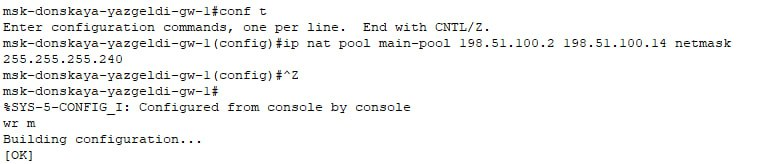 msk-donskaya-yazgeldi-gw-1#conf t
Enter configuration commands, one per line.  End with CNTL/Z.
msk-donskaya-yazgeldi-gw-1(config)#ip nat pool main-pool 198.51.100.2 198.51.100.14 netmask
255.255.255.240
msk-donskaya-yazgeldi-gw-1(config)#^Z
msk-donskaya-yazgeldi-gw-1#
%SYS-5-CONFIG_I: Configured from console by console
wr m
Building configuration...
[OK]